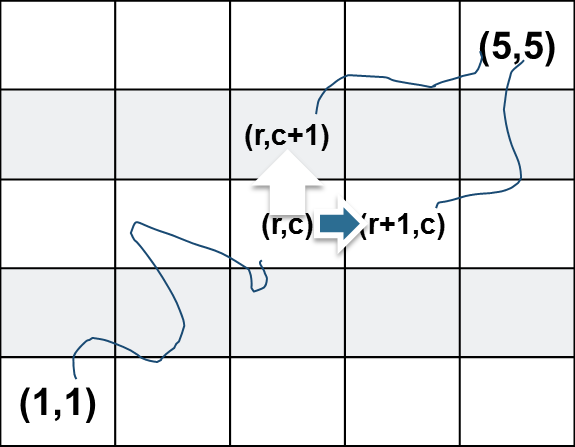 (5,5)
(r,c+1)
(r,c) (r+1,c)
(1,1)